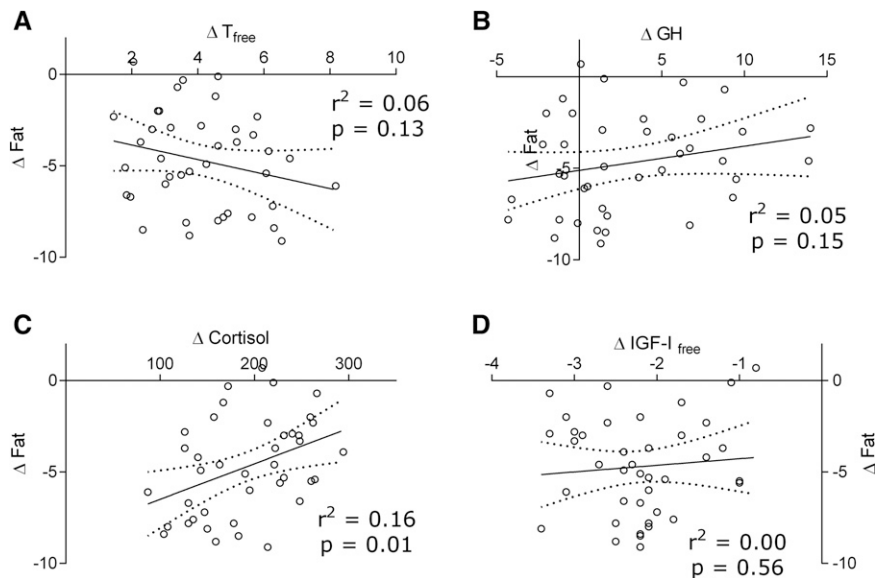 A
Δ T free
2 4 6 8 10
0
-5
-10
Δ Fat
r² = 0.06
p = 0.13
B
Δ GH
-5 5 10 15
Δ Fat
-5
-10
r² = 0.05
p = 0.15
C
Δ Cortisol
100 200 300
0
-5
-10
Δ Fat
r² = 0.16
p = 0.01
D
Δ IGF-I free
-4 -3 -2 -1
0
-5
-10
Δ Fat
r² = 0.00
p = 0.56